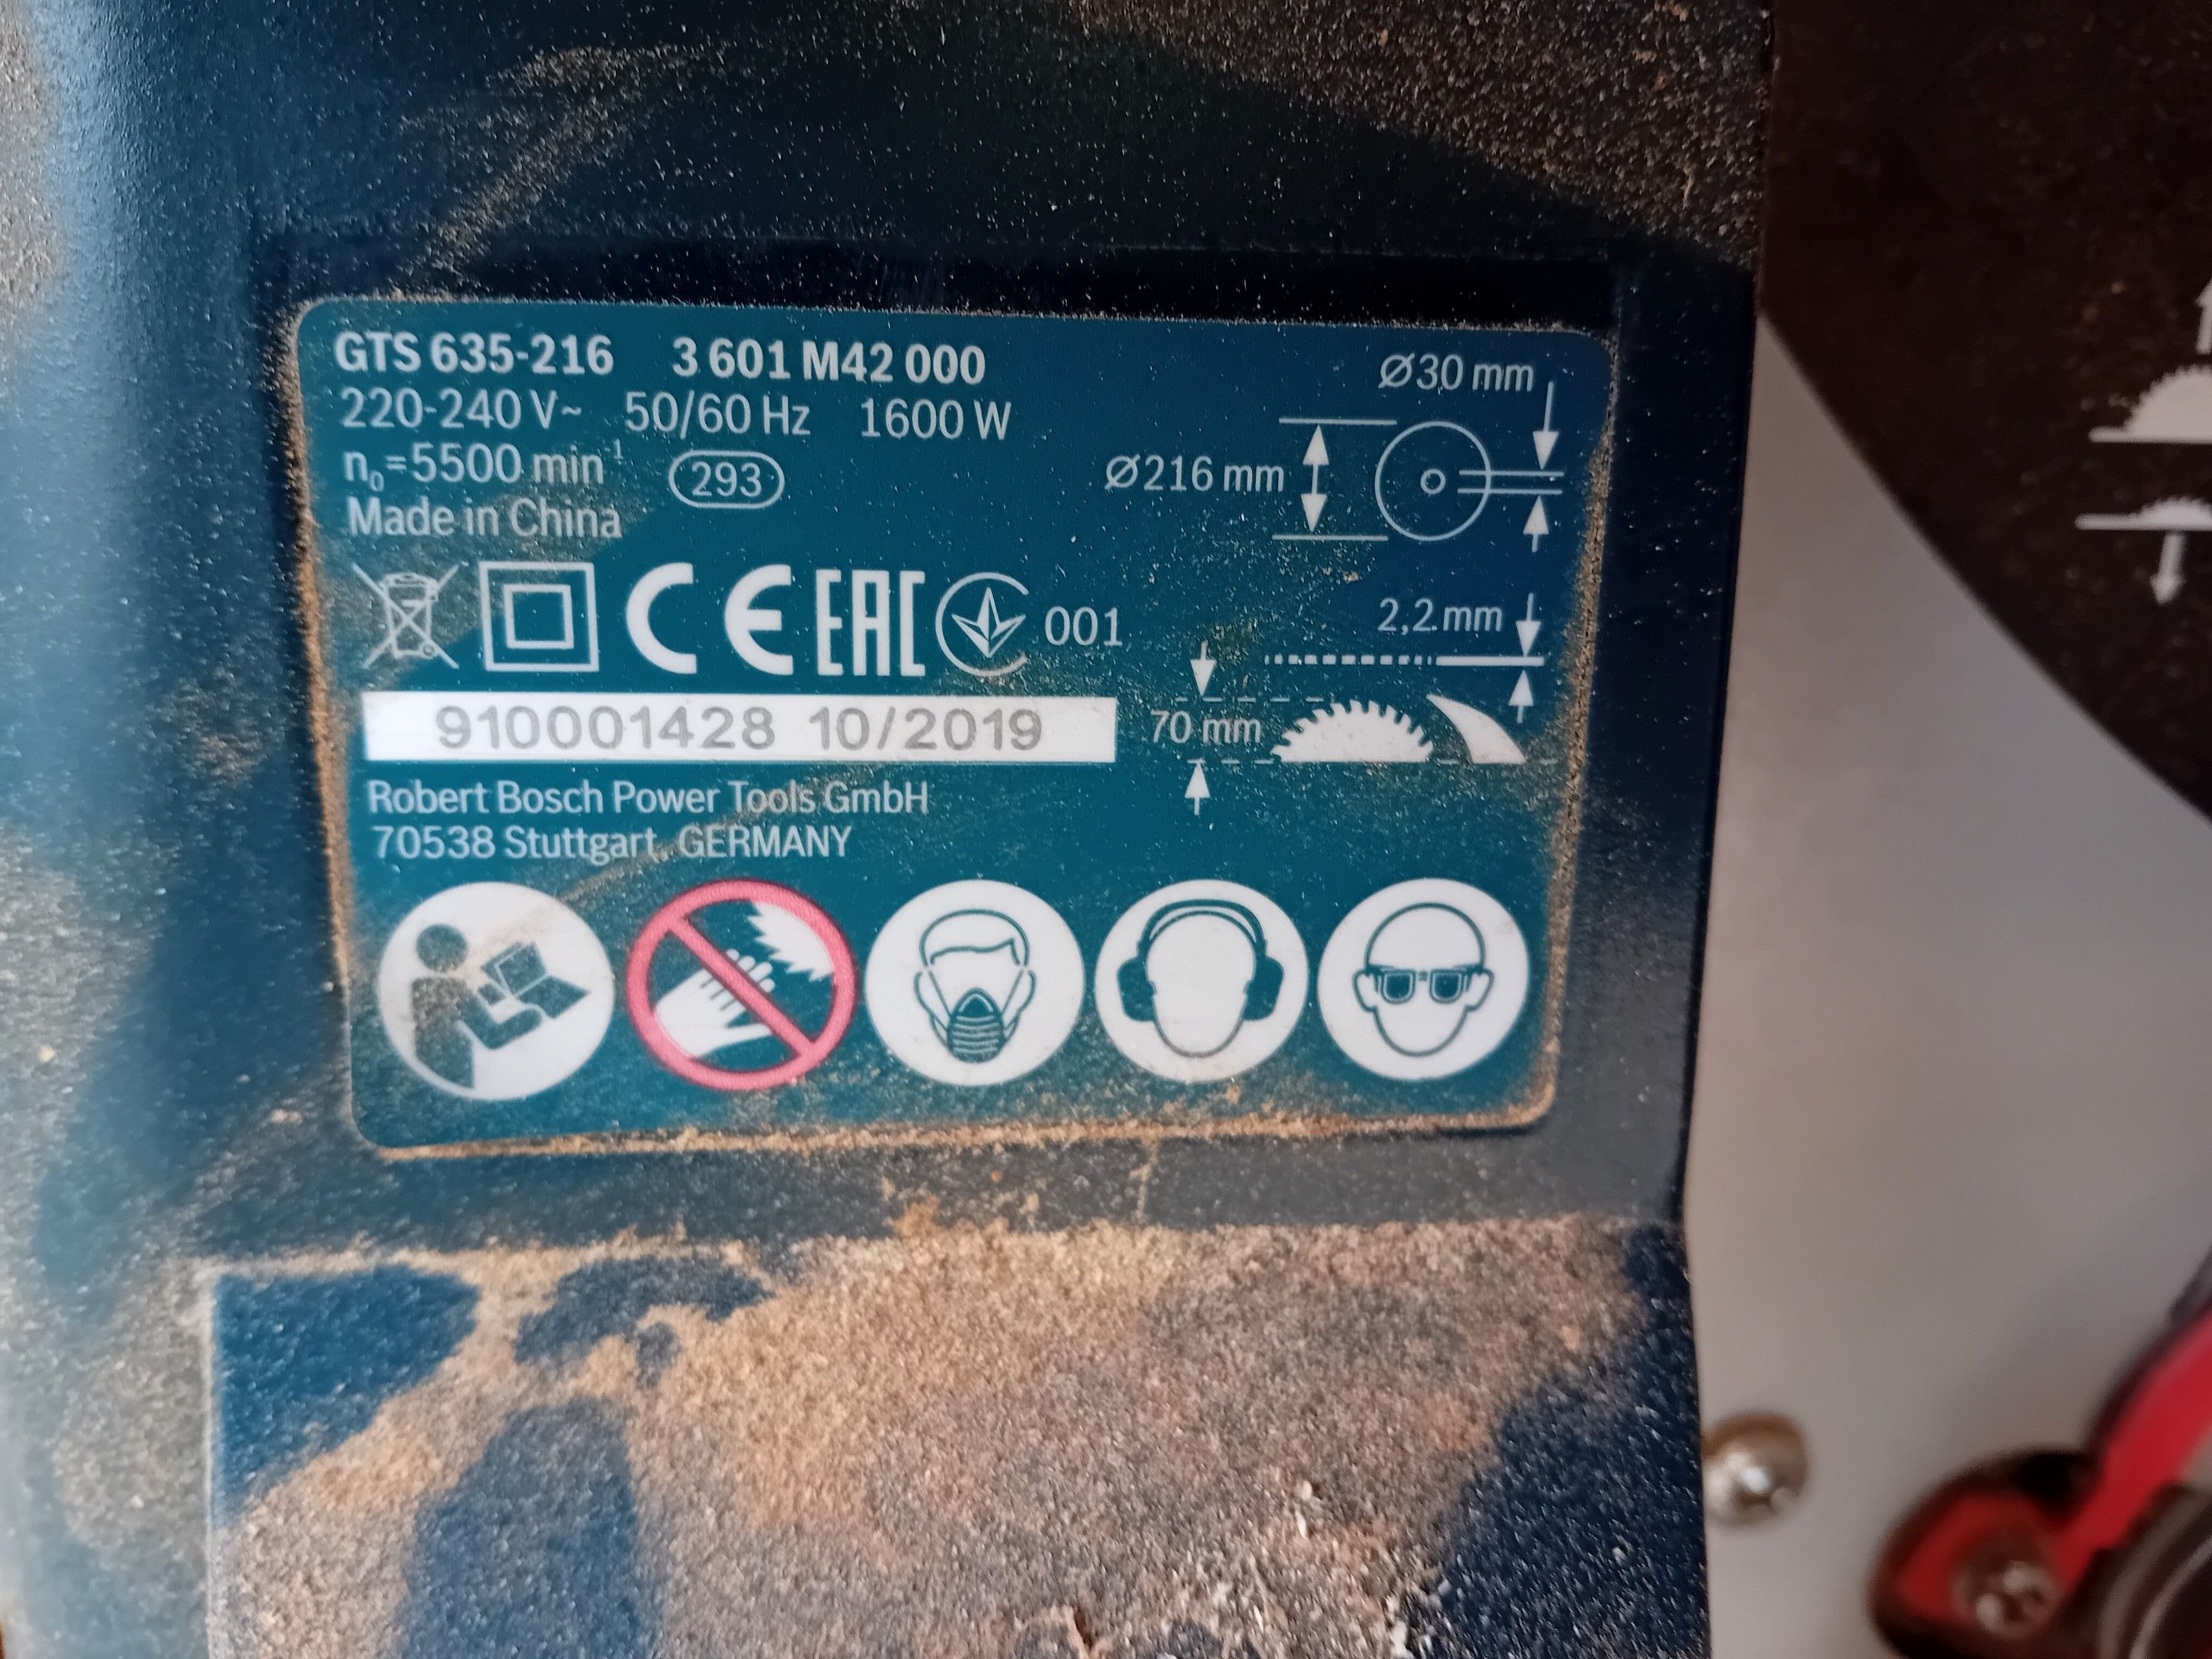 GTS 635-216 3 601 M42 000
220-240 V~ 50/60 Hz 1600 W
n₀=5500 min⁻¹ 293
Made in China
Ø30 mm
Ø216 mm
CE EAC 001
2,2 mm
910001428 10/2019
70 mm
Robert Bosch Power Tools GmbH
70538 Stuttgart, GERMANY